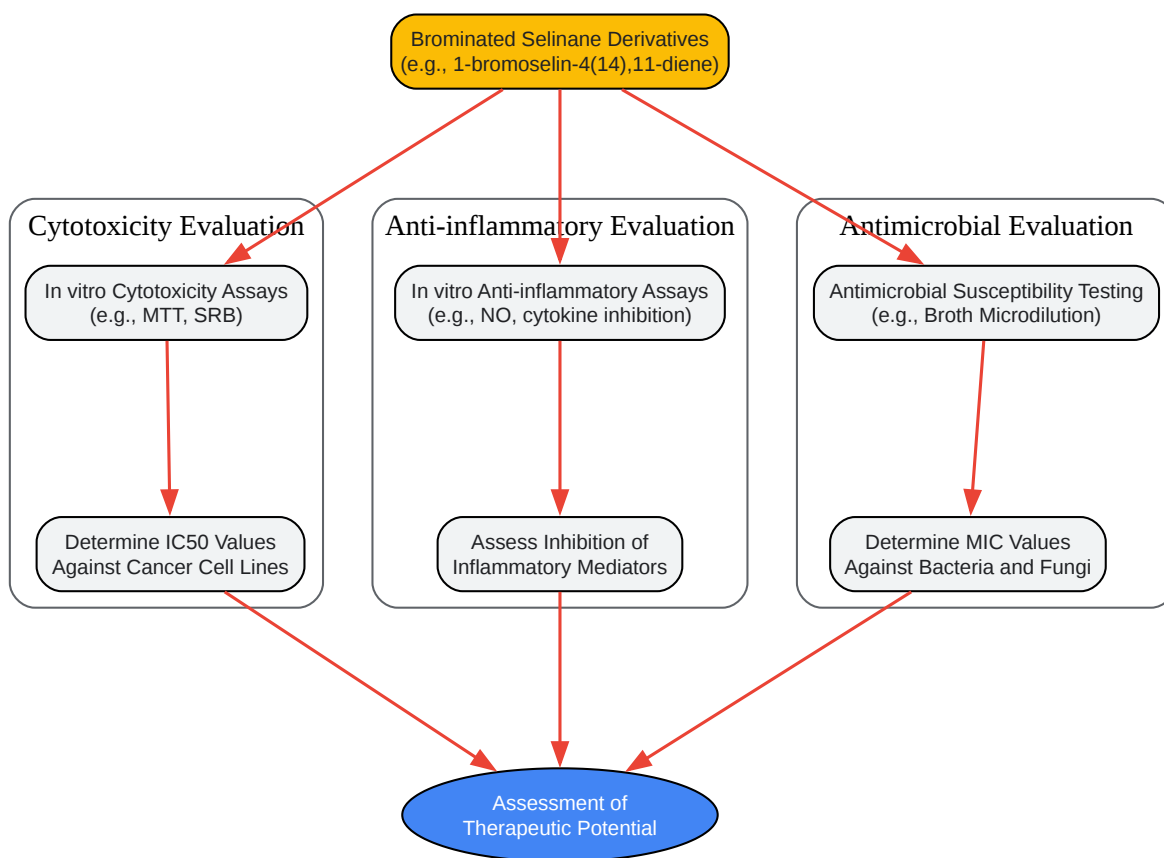 Brominated Selinane Derivatives
(e.g., 1-bromoselin-4(14),11-diene)
Cytotoxicity Evaluation
In vitro Cytotoxicity Assays
(e.g., MTT, SRB)
Determine IC50 Values
Against Cancer Cell Lines
Anti-inflammatory Evaluation
In vitro Anti-inflammatory Assays
(e.g., NO, cytokine inhibition)
Assess Inhibition of
Inflammatory Mediators
Antimicrobial Evaluation
Antimicrobial Susceptibility Testing
(e.g., Broth Microdilution)
Determine MIC Values
Against Bacteria and Fungi
Assessment of
Therapeutic Potential